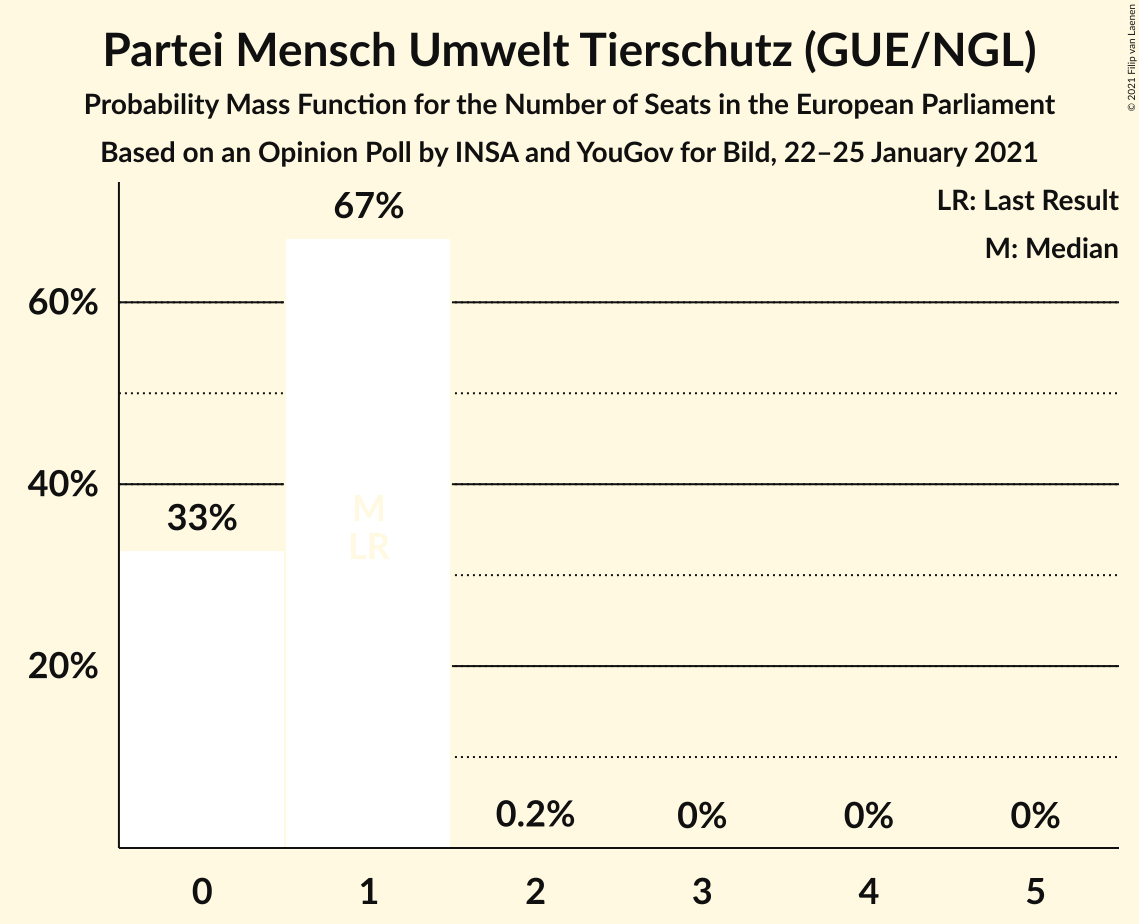 Partei Mensch Umwelt Tierschutz (GUE/NGL)
Probability Mass Function for the Number of Seats in the European Parliament
Based on an Opinion Poll by INSA and YouGov for Bild, 22–25 January 2021
© 2021 Filip van Laenen
LR: Last Result
M: Median
67%
60%
40%
33%
M
LR
20%
0.2%
0%
0%
0%
0
1
2
3
4
5